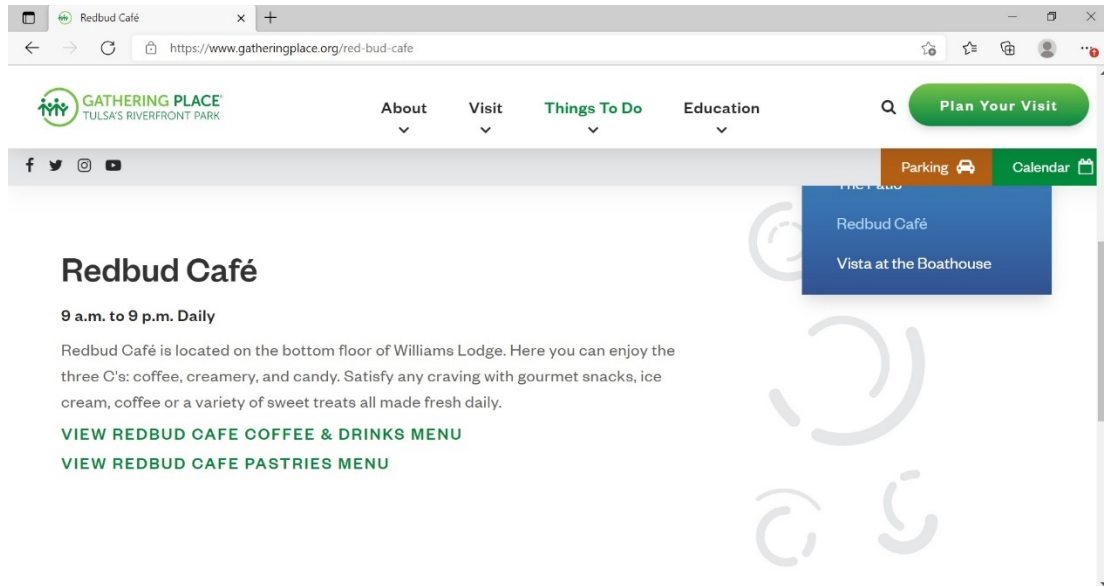 Redbud Café
https://www.gatheringplace.org/red-bud-cafe
GATHERING PLACE
TULSA'S RIVERFRONT PARK
About Visit Things To Do Education
Plan Your Visit
Parking Calendar
The Patio
Redbud Café
Vista at the Boathouse
Redbud Café
9 a.m. to 9 p.m. Daily
Redbud Café is located on the bottom floor of Williams Lodge. Here you can enjoy the
three C's: coffee, creamery, and candy. Satisfy any craving with gourmet snacks, ice
cream, coffee or a variety of sweet treats all made fresh daily.
VIEW REDBUD CAFE COFFEE & DRINKS MENU
VIEW REDBUD CAFE PASTRIES MENU